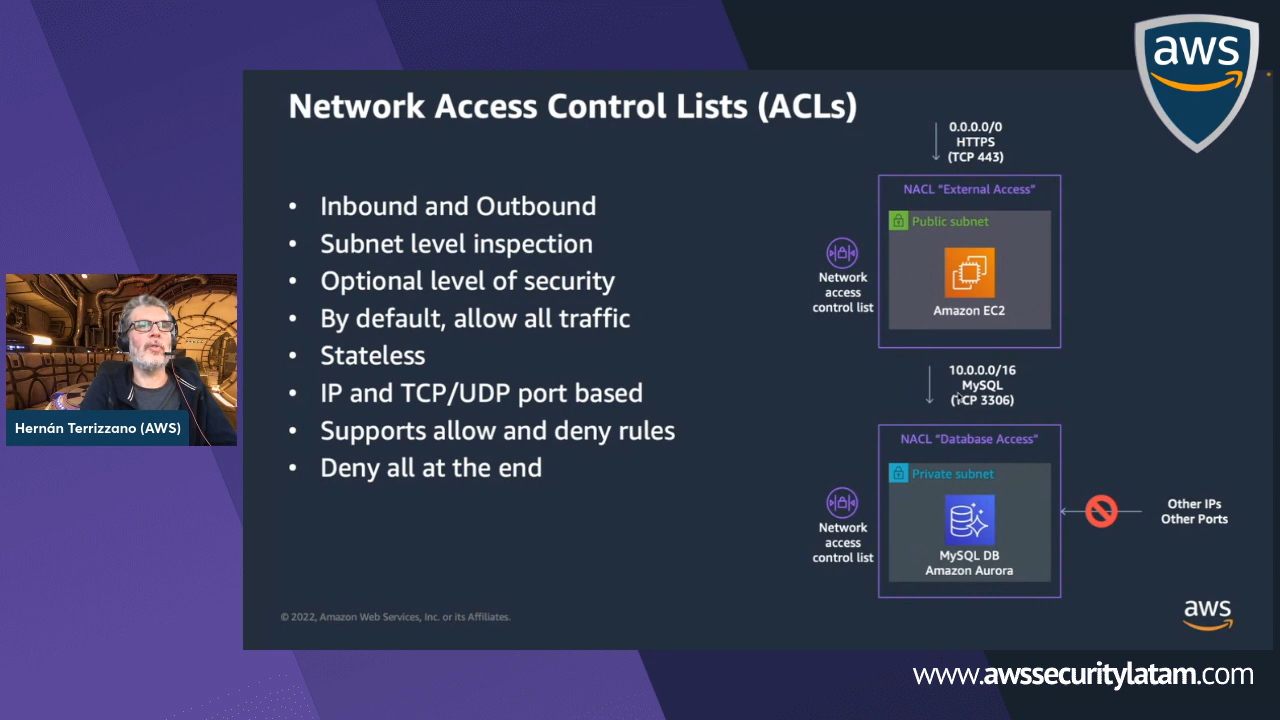 aws
Network Access Control Lists (ACLs)
• Inbound and Outbound
• Subnet level inspection
• Optional level of security
• By default, allow all traffic
• Stateless
• IP and TCP/UDP port based
• Supports allow and deny rules
• Deny all at the end
0.0.0.0/0
HTTPS
(TCP 443)
NACL "External Access"
Public subnet
Amazon EC2
Network
access
control list
10.0.0.0/16
MySQL
(TCP 3306)
NACL "Database Access"
Private subnet
MySQL DB
Amazon Aurora
Network
access
control list
Other IPs
Other Ports
Hernán Terrizzano (AWS)
© 2022, Amazon Web Services, Inc. or its Affiliates.
aws
www.awssecuritylatam.com